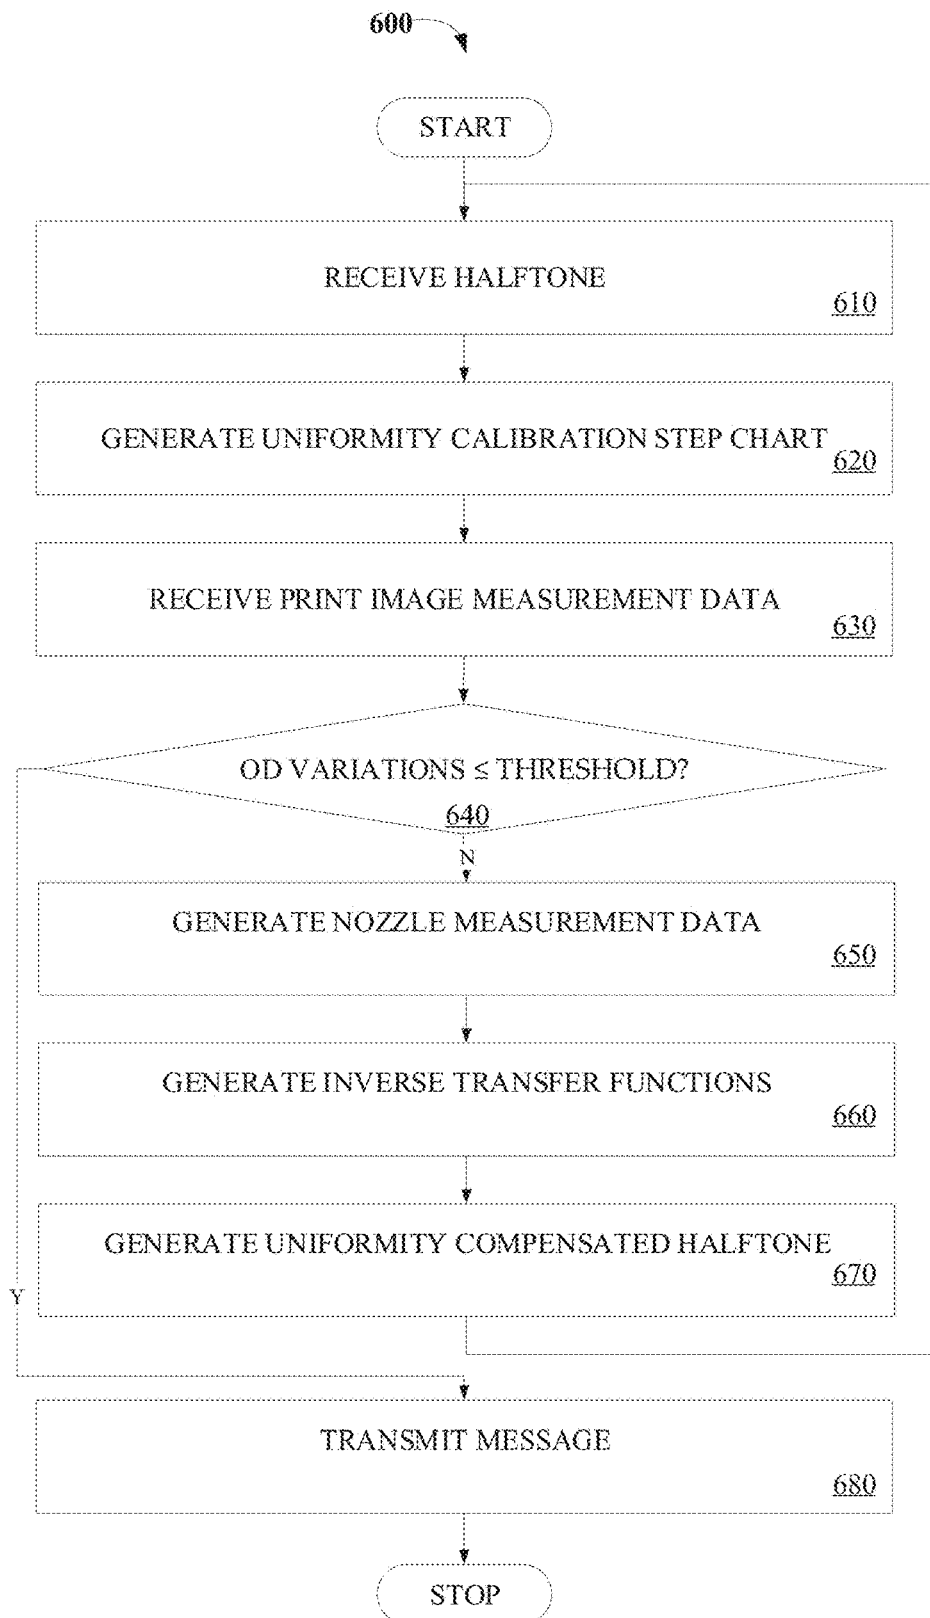 600
START
RECEIVE HALFTONE
610
GENERATE UNIFORMITY CALIBRATION STEP CHART
620
RECEIVE PRINT IMAGE MEASUREMENT DATA
630
OD VARIATIONS ≤ THRESHOLD?
640
N
GENERATE NOZZLE MEASUREMENT DATA
650
GENERATE INVERSE TRANSFER FUNCTIONS
660
GENERATE UNIFORMITY COMPENSATED HALFTONE
670
Y
TRANSMIT MESSAGE
680
STOP